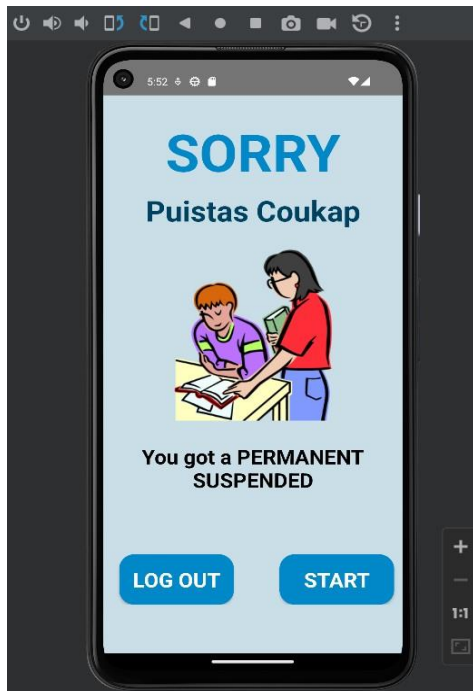 5:52
SORRY
Puistas Coukap
You got a PERMANENT
SUSPENDED
LOG OUT
START
1:1